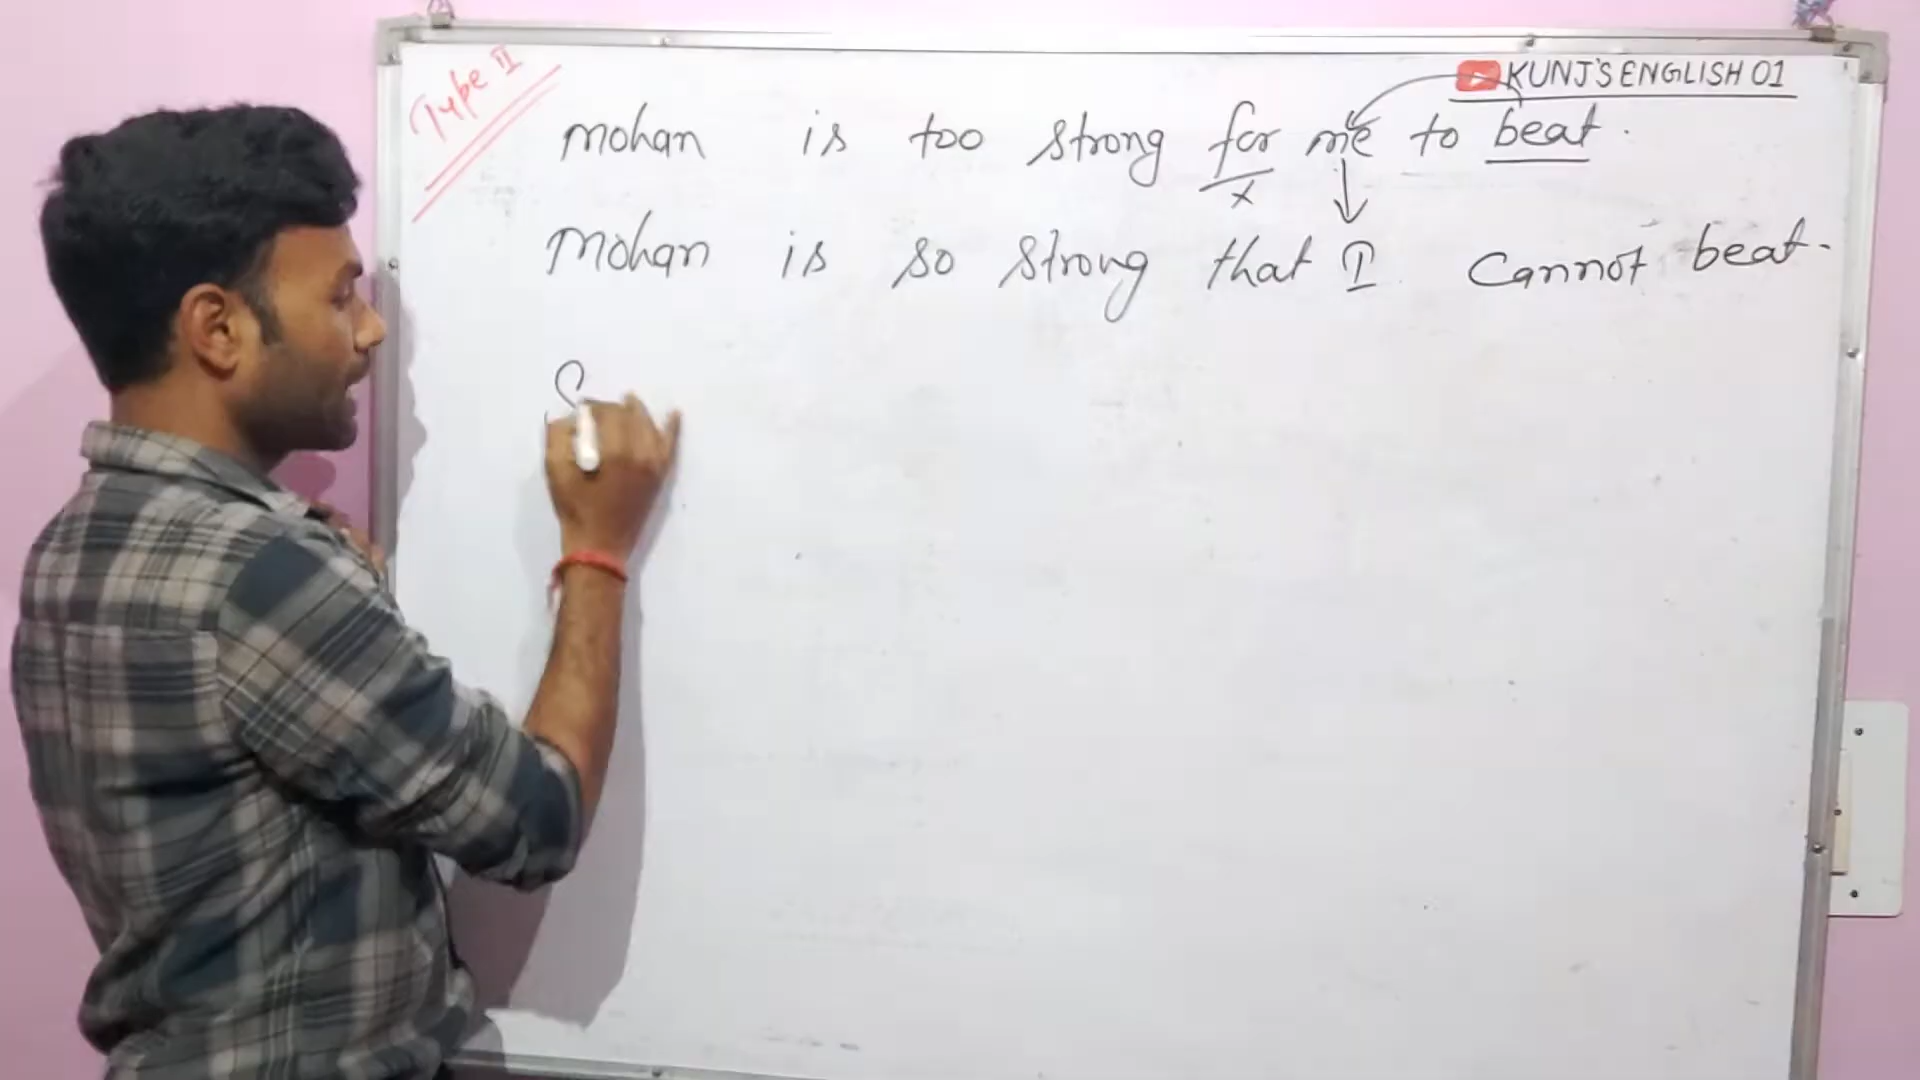 Type II
KUNJ'S ENGLISH 01
Mohan is too strong for me to beat.
x
Mohan is so strong that I cannot beat.
S